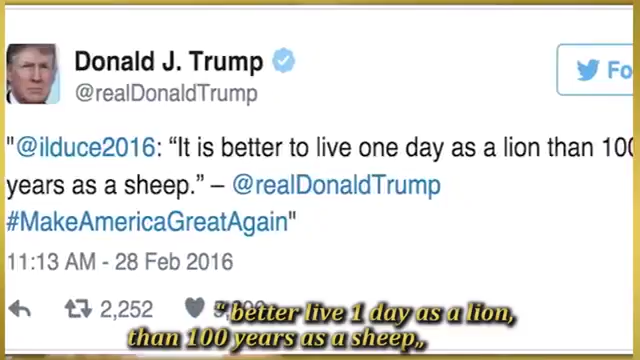 Donald J. Trump
@realDonaldTrump
Fo
"@ilduce2016: “It is better to live one day as a lion than 100
years as a sheep.” – @realDonaldTrump
#MakeAmericaGreatAgain"
11:13 AM - 28 Feb 2016
2,252
" better live 1 day as a lion,
than 100 years as a sheep„